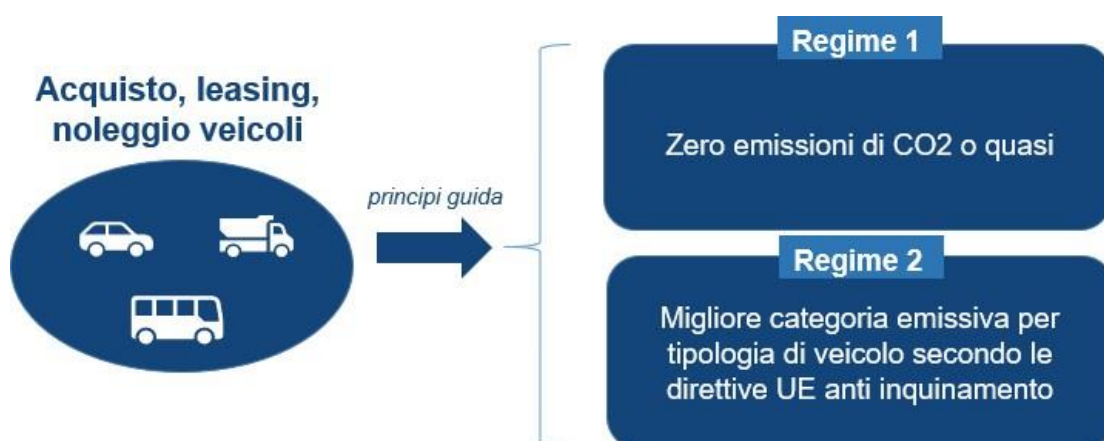 Acquisto, leasing,
noleggio veicoli
principi guida
Regime 1
Zero emissioni di CO2 o quasi
Regime 2
Migliore categoria emissiva per
tipologia di veicolo secondo le
direttive UE anti inquinamento